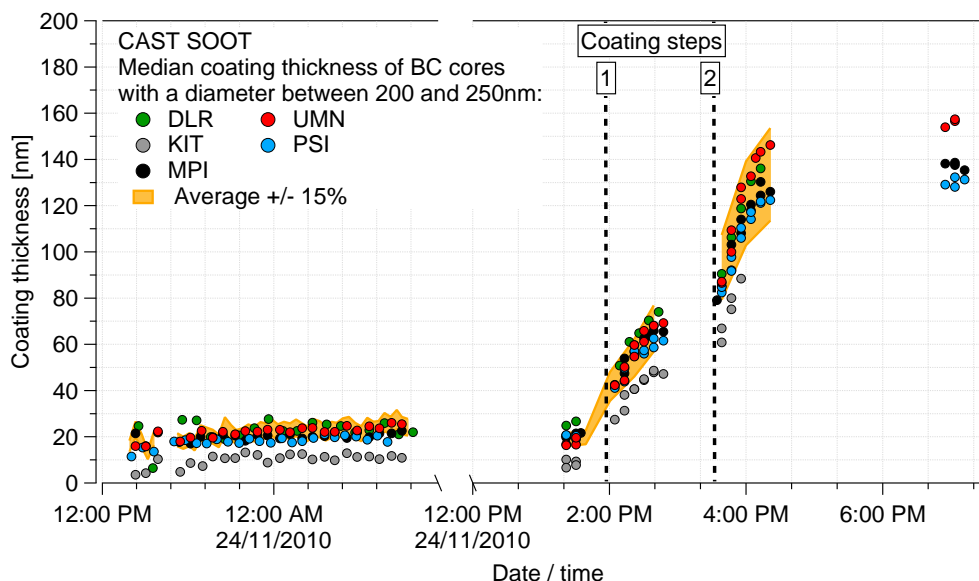 CAST SOOT
Median coating thickness of BC cores
with a diameter between 200 and 250nm:
DLR UMN
KIT PSI
MPI
Average +/- 15%
Coating steps
1 2
Coating thickness [nm]
200
180
160
140
120
100
80
60
40
20
0
12:00 PM 12:00 AM 12:00 PM 2:00 PM 4:00 PM 6:00 PM
24/11/2010 24/11/2010
Date / time